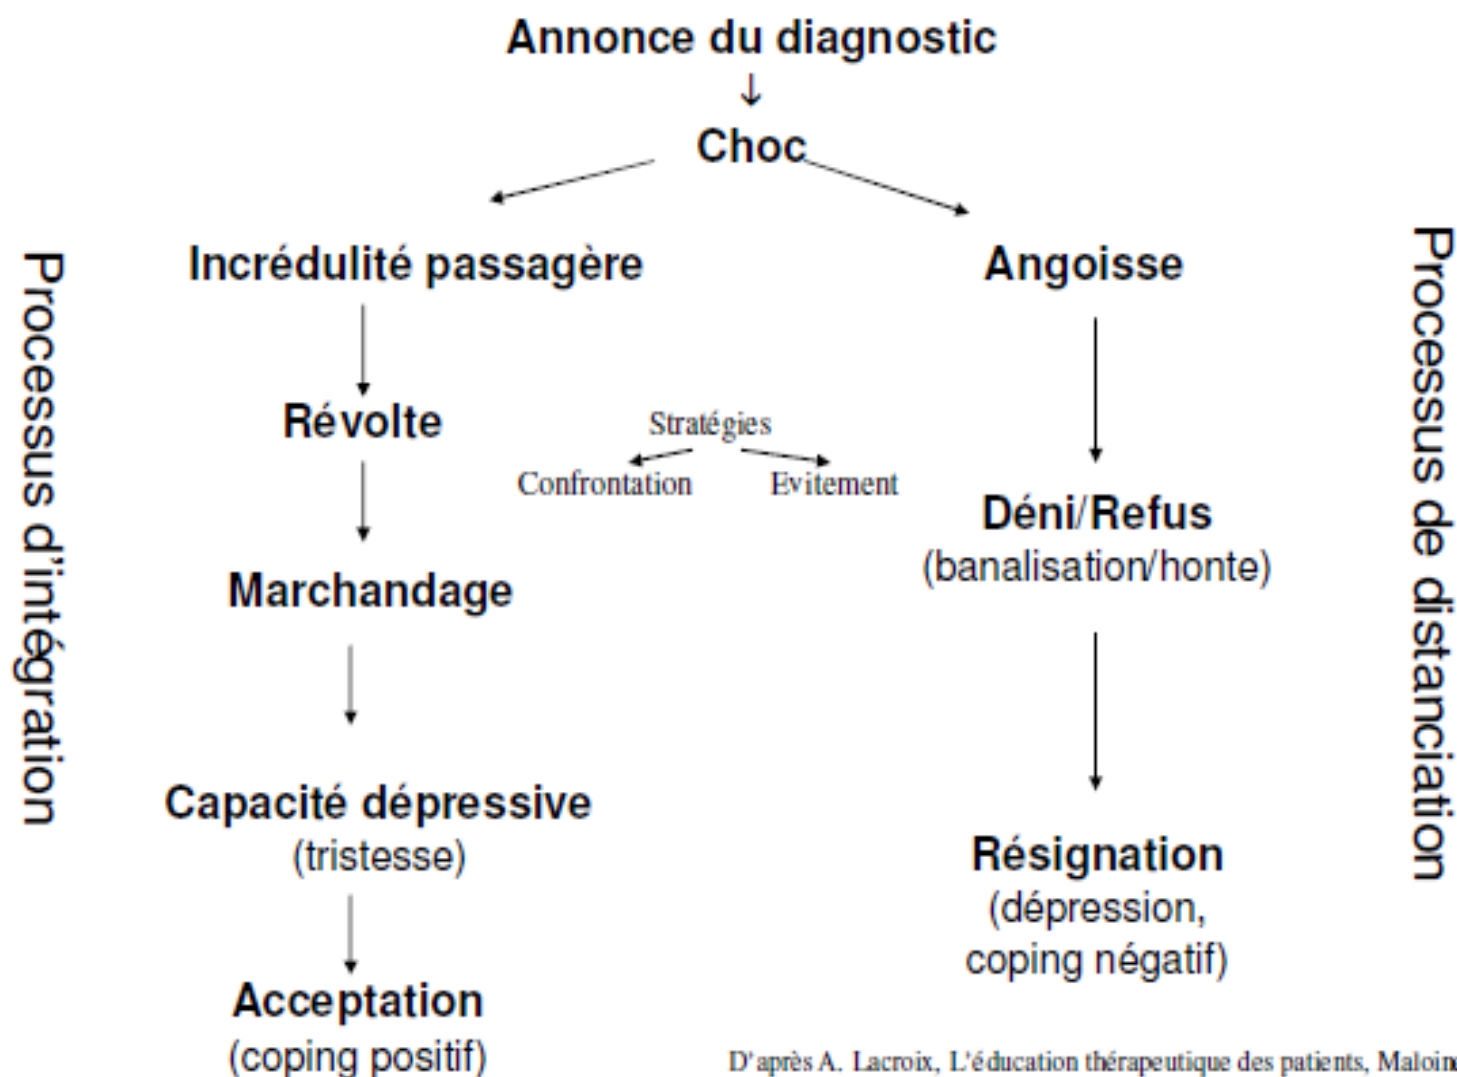 Annonce du diagnostic
Choc
Processus d'intégration
Incrédulité passagère
Révolte
Marchandage
Capacité dépressive
(tristesse)
Acceptation
(coping positif)
Stratégies
Confrontation
Evitement
Angoisse
Déni/Refus
(banalisation/honte)
Résignation
(dépression,
coping négatif)
Processus de distanciation
D'après A. Lacroix, L'éducation thérapeutique des patients, Maloine